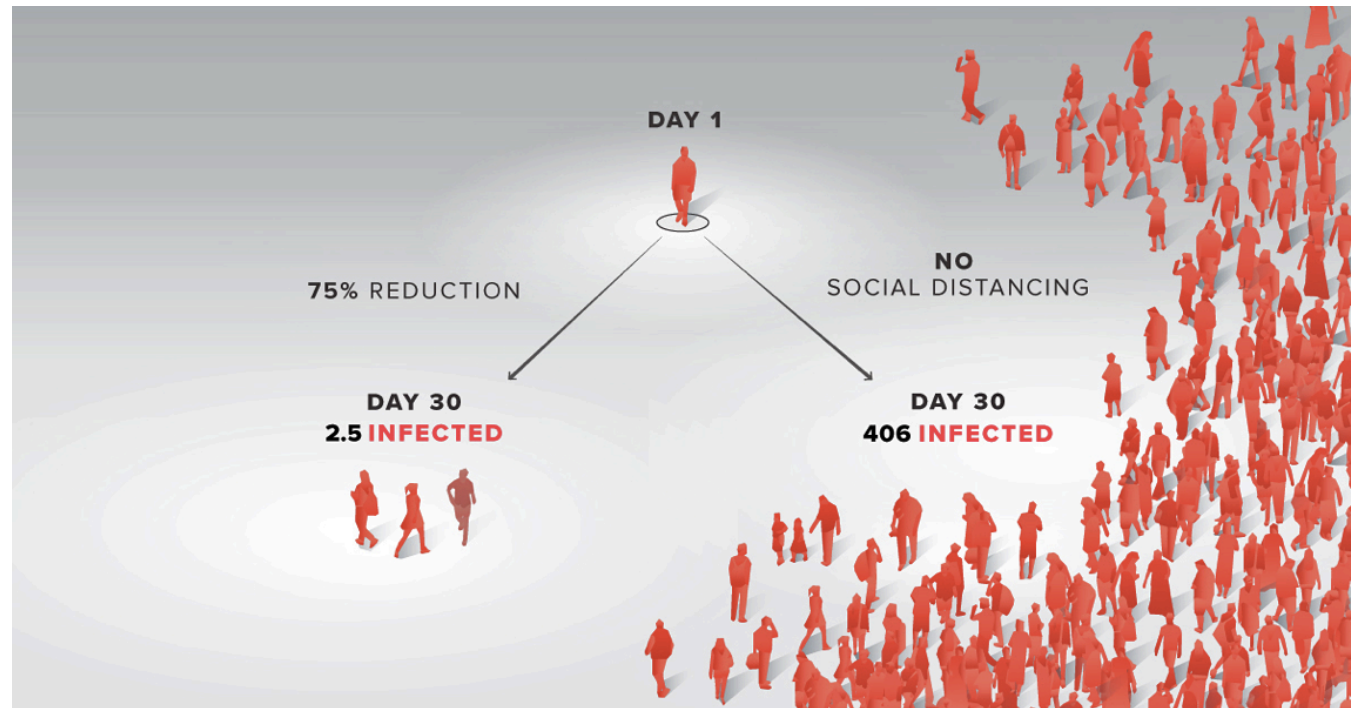 DAY 1
75% REDUCTION
NO
SOCIAL DISTANCING
DAY 30
2.5 INFECTED
DAY 30
406 INFECTED